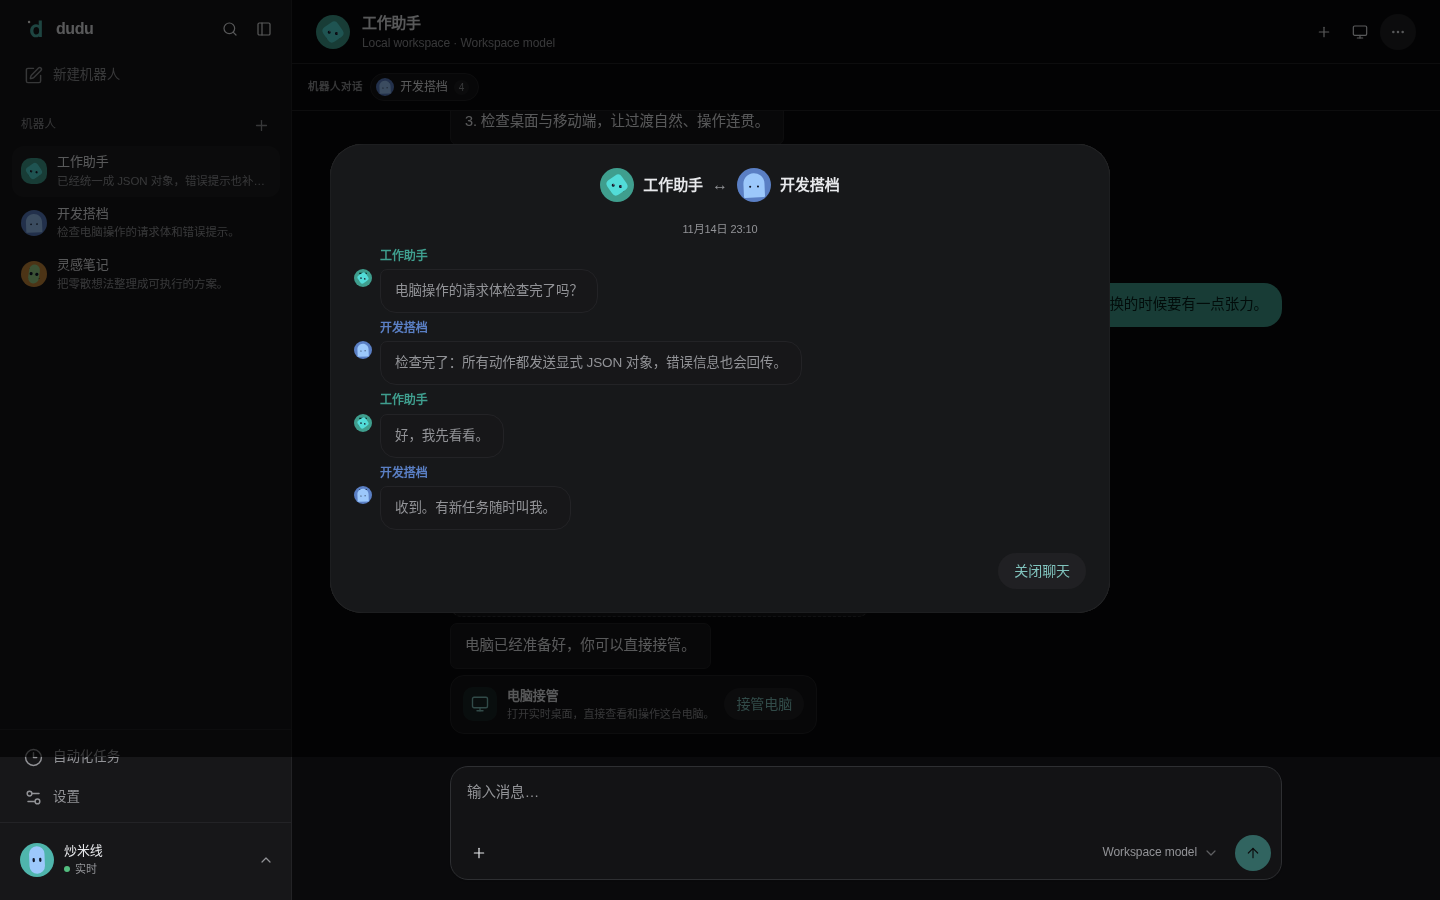 dudu
新建机器人
机器人
工作助手
已经统一成 JSON 对象，错误提示也补…
开发搭档
检查电脑操作的请求体和错误提示。
灵感笔记
把零散想法整理成可执行的方案。
自动化任务
设置
炒米线
实时
工作助手
Local workspace · Workspace model
机器人对话
开发搭档 4
3. 检查桌面与移动端，让过渡自然、操作连贯。
换的时候要有一点张力。
工作助手 ↔ 开发搭档
11月14日 23:10
工作助手
电脑操作的请求体检查完了吗？
开发搭档
检查完了：所有动作都发送显式 JSON 对象，错误信息也会回传。
工作助手
好，我先看看。
开发搭档
收到。有新任务随时叫我。
关闭聊天
电脑已经准备好，你可以直接接管。
电脑接管
打开实时桌面，直接查看和操作这台电脑。
接管电脑
输入消息…
Workspace model